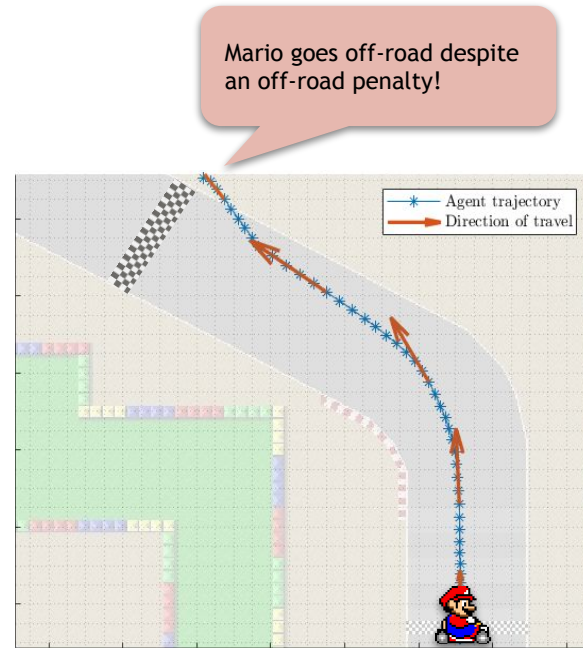 Mario goes off-road despite
an off-road penalty!
Agent trajectory
Direction of travel